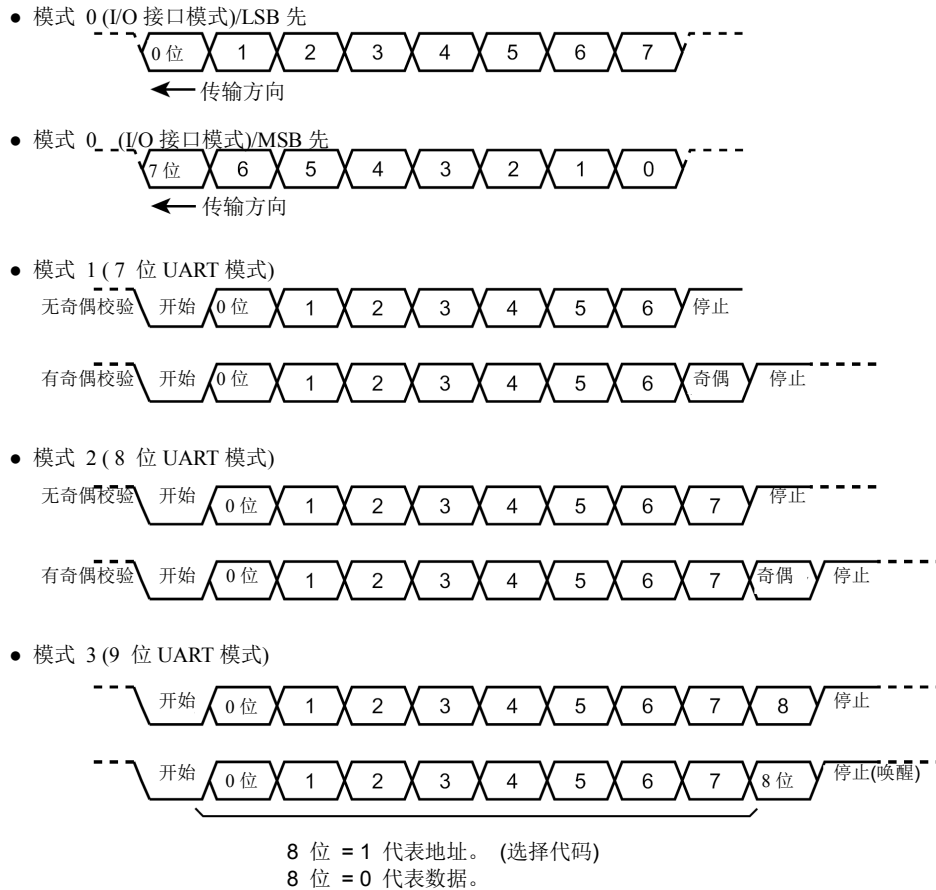 ● 模式 0 (I/O 接口模式)/LSB 先
0 位 1 2 3 4 5 6 7
传输方向
● 模式 0 (I/O 接口模式)/MSB 先
7 位 6 5 4 3 2 1 0
传输方向
● 模式 1 ( 7 位 UART 模式)
无奇偶校验 开始 0 位 1 2 3 4 5 6 停止
有奇偶校验 开始 0 位 1 2 3 4 5 6 奇偶 停止
● 模式 2 ( 8 位 UART 模式)
无奇偶校验 开始 0 位 1 2 3 4 5 6 7 停止
有奇偶校验 开始 0 位 1 2 3 4 5 6 7 奇偶 停止
● 模式 3 (9 位 UART 模式)
开始 0 位 1 2 3 4 5 6 7 8 停止
开始 0 位 1 2 3 4 5 6 7 8 位 停止(唤醒)
8 位 = 1 代表地址。 (选择代码)
8 位 = 0 代表数据。